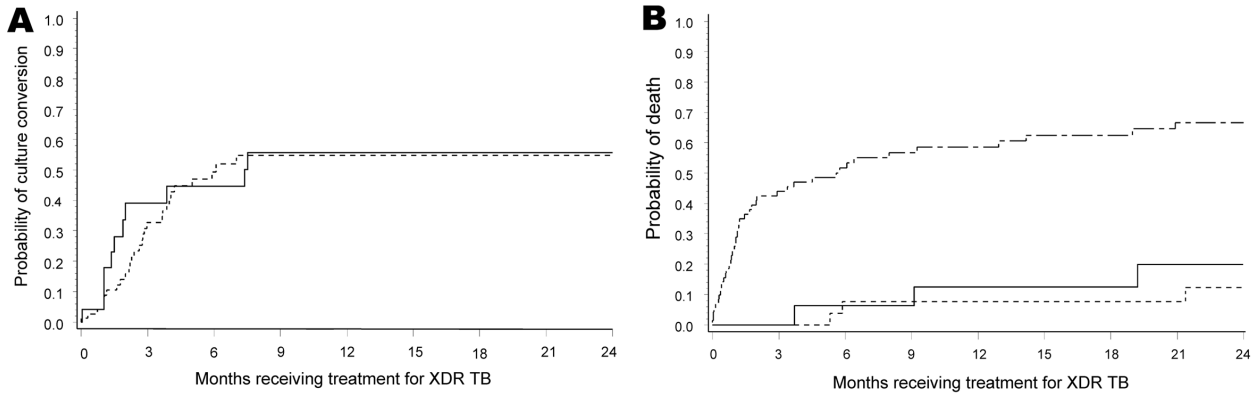 A
Probability of culture conversion
1.0
0.9
0.8
0.7
0.6
0.5
0.4
0.3
0.2
0.1
0.0
0 3 6 9 12 15 18 21 24
Months receiving treatment for XDR TB
B
Probability of death
1.0
0.9
0.8
0.7
0.6
0.5
0.4
0.3
0.2
0.1
0.0
0 3 6 9 12 15 18 21 24
Months receiving treatment for XDR TB